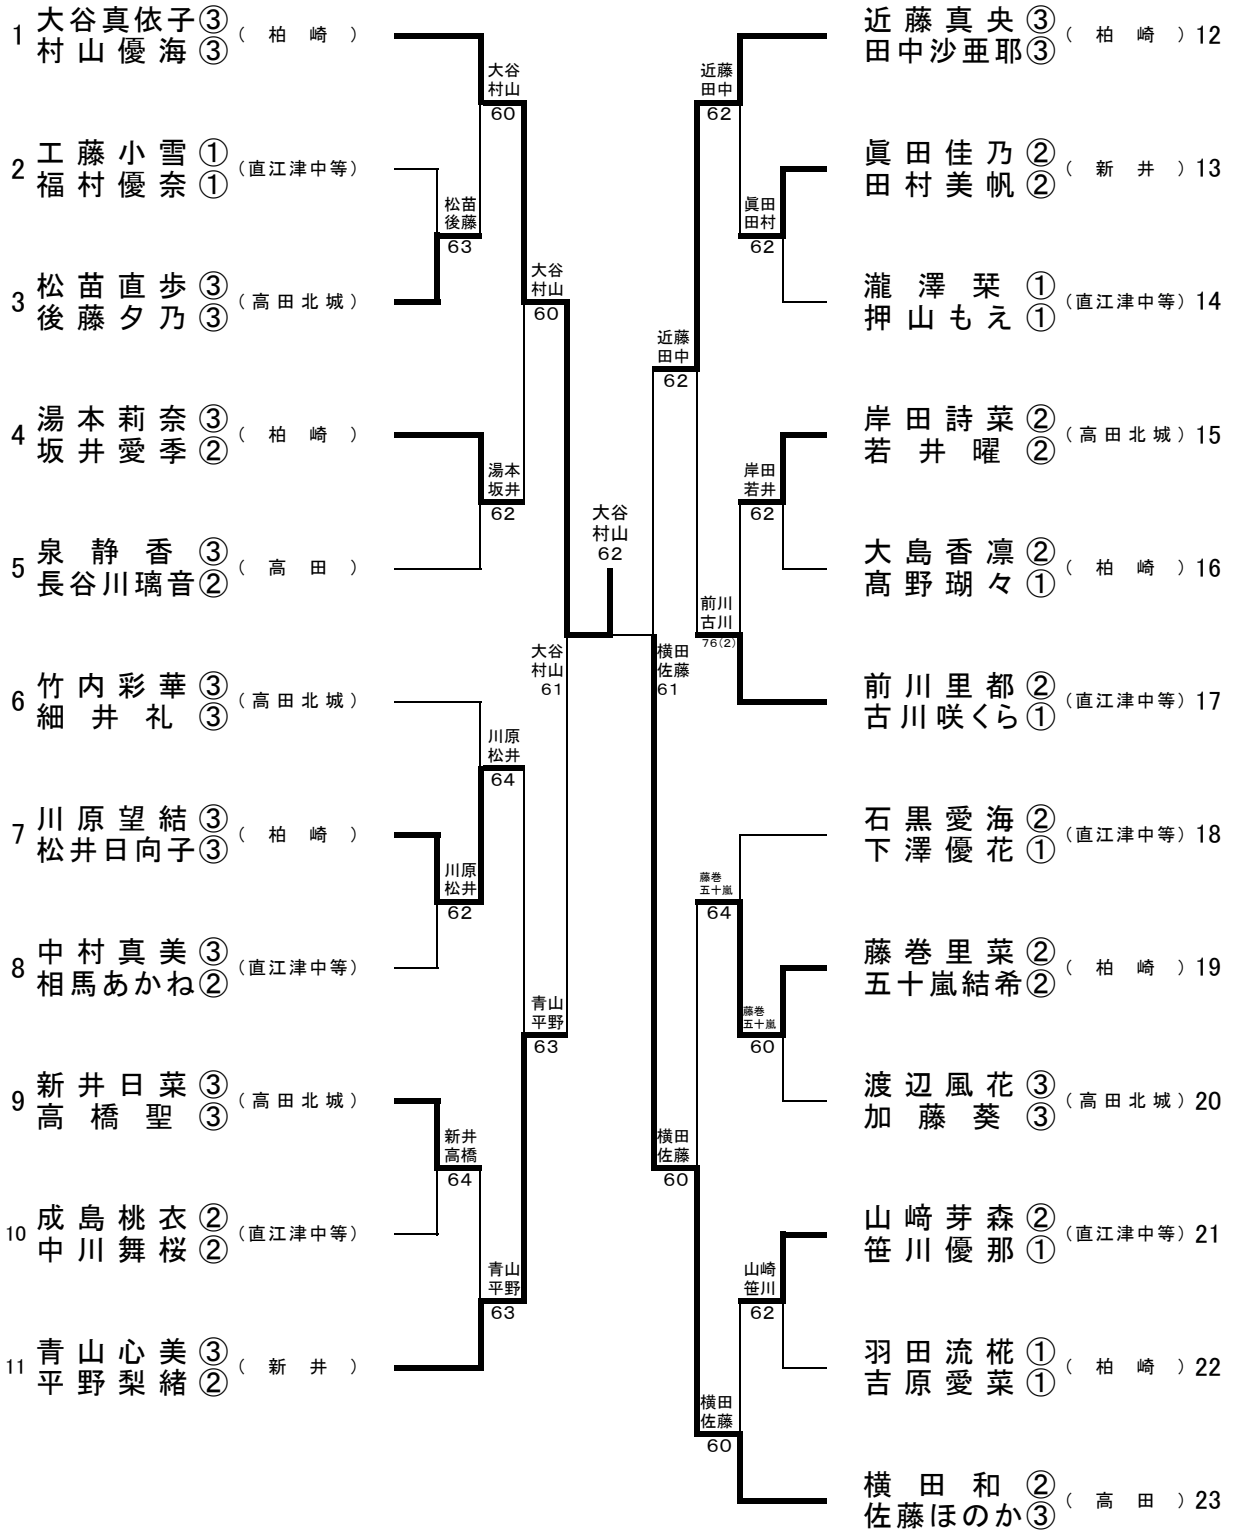 1 大谷真依子③ (柏崎)
村山優海③
2 工藤小雪① (直江津中等)
福村優奈①
3 松苗直歩③ (高田北城)
後藤夕乃③
4 湯本莉奈③ (柏崎)
坂井愛季②
5 泉静香③ (高田)
長谷川璃音②
6 竹内彩華③ (高田北城)
細井礼③
7 川原望結③ (柏崎)
松井日向子③
8 中村真美③ (直江津中等)
相馬あかね②
9 新井日菜③ (高田北城)
高橋聖③
10 成島桃衣② (直江津中等)
中川舞桜②
11 青山心美③ (新井)
平野梨緒②
松苗
後藤
63
川原
松井
62
新井
高橋
64
大谷
村山
60
湯本
坂井
62
川原
松井
64
青山
平野
63
大谷
村山
60
青山
平野
63
大谷
村山
61
大谷
村山
62
横田
佐藤
61
近藤
田中
62
横田
佐藤
60
近藤
田中
62
前川
古川
76(2)
藤巻
五十嵐
64
横田
佐藤
60
眞田
田村
62
岸田
若井
62
藤巻
五十嵐
60
山崎
笹川
62
近藤真央③ (柏崎) 12
田中沙亜耶③
眞田佳乃② (新井) 13
田村美帆②
瀧澤栞① (直江津中等) 14
押山もえ①
岸田詩菜② (高田北城) 15
若井曜②
大島香凛② (柏崎) 16
髙野瑚々①
前川里都② (直江津中等) 17
古川咲くら①
石黒愛海② (直江津中等) 18
下澤優花①
藤巻里菜② (柏崎) 19
五十嵐結希②
渡辺風花③ (高田北城) 20
加藤葵③
山﨑芽森② (直江津中等) 21
笹川優那①
羽田流椛① (柏崎) 22
吉原愛菜①
横田和② (高田) 23
佐藤ほのか③